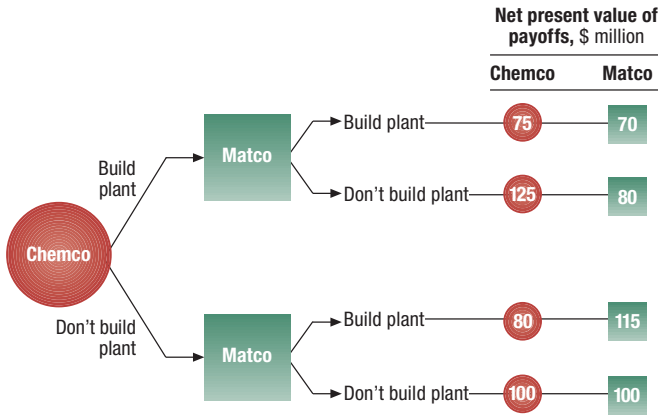 Net present value of
payoffs, $ million
Chemco Matco
Build plant 75 70
Matco
Build
plant
Don't build plant 125 80
Chemco
Don't build
plant
Build plant 80 115
Matco
Don't build plant 100 100